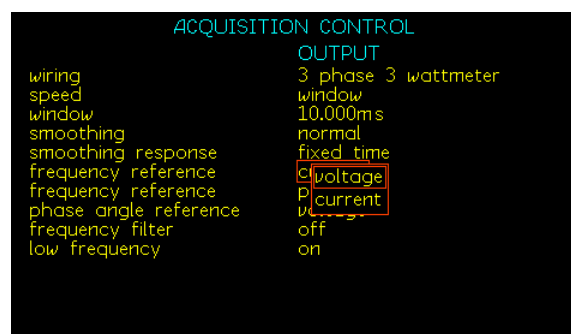 ACQUISITION CONTROL
OUTPUT
wiring 3 phase 3 wattmeter
speed window
window 10.000ms
smoothing normal
smoothing response fixed time
frequency reference
voltage
frequency reference
current
phase angle reference
frequency filter off
low frequency on